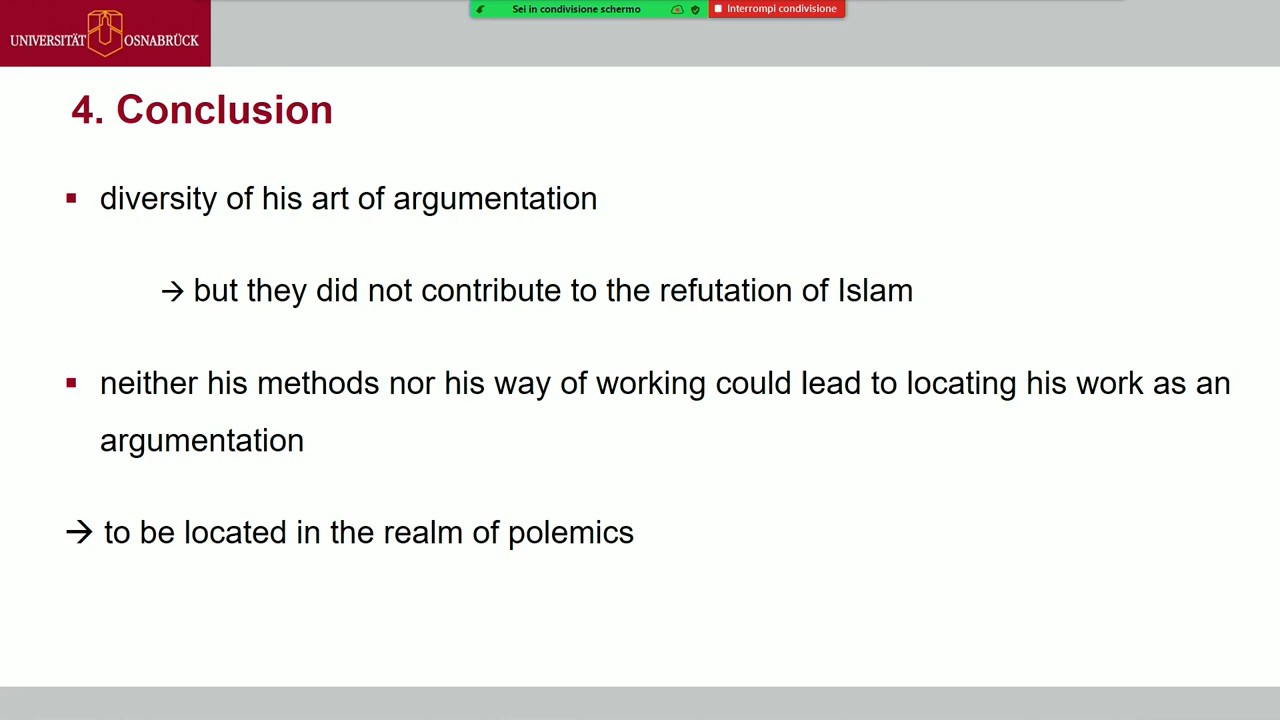 Sei in condivisione schermo
Interrompi condivisione
UNIVERSITÄT OSNABRÜCK
4. Conclusion
▪ diversity of his art of argumentation
→ but they did not contribute to the refutation of Islam
▪ neither his methods nor his way of working could lead to locating his work as an
argumentation
→ to be located in the realm of polemics